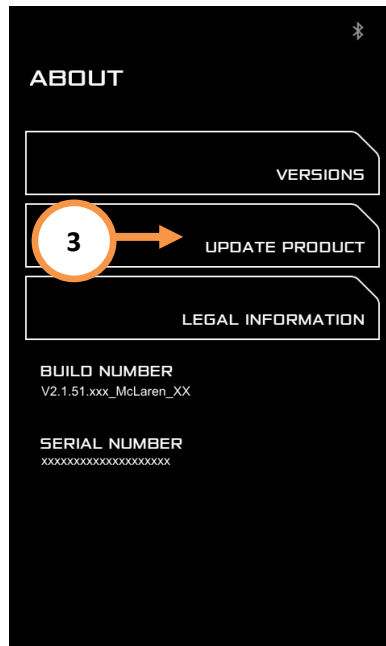 ABOUT
VERSIONS
3
UPDATE PRODUCT
LEGAL INFORMATION
BUILD NUMBER
V2.1.51.xxx_McLaren_XX
SERIAL NUMBER
xxxxxxxxxxxxxxxxxxxx